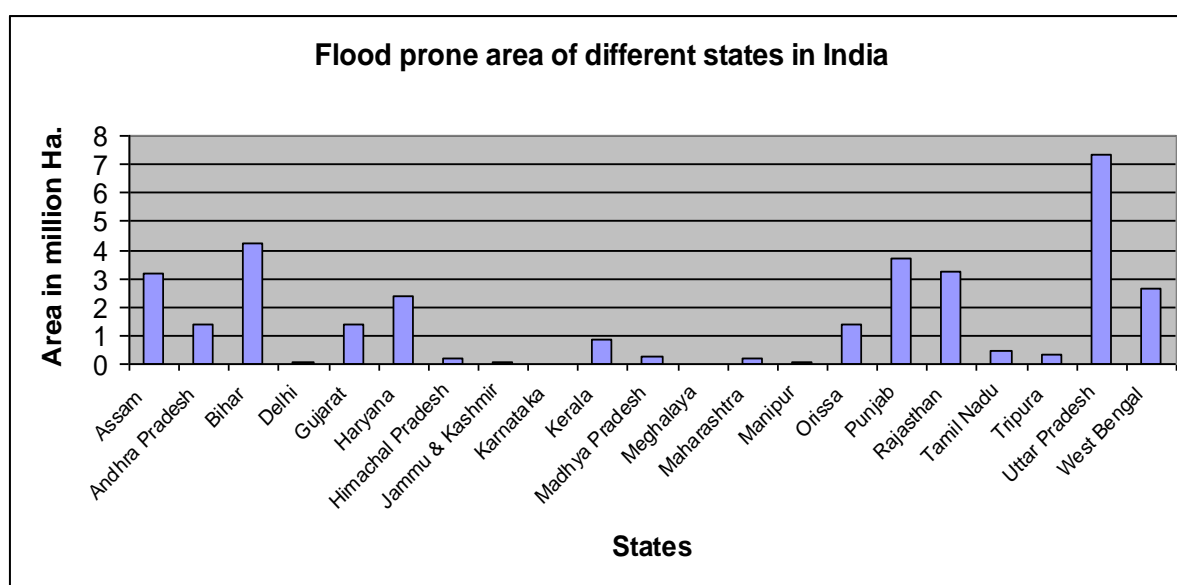 Flood prone area of different states in India
Area in million Ha.
8
7
6
5
4
3
2
1
0
Assam
Andhra Pradesh
Bihar
Delhi
Gujarat
Haryana
Himachal Pradesh
Jammu & Kashmir
Karnataka
Kerala
Madhya Pradesh
Meghalaya
Maharashtra
Manipur
Orissa
Punjab
Rajasthan
Tamil Nadu
Tripura
Uttar Pradesh
West Bengal
States